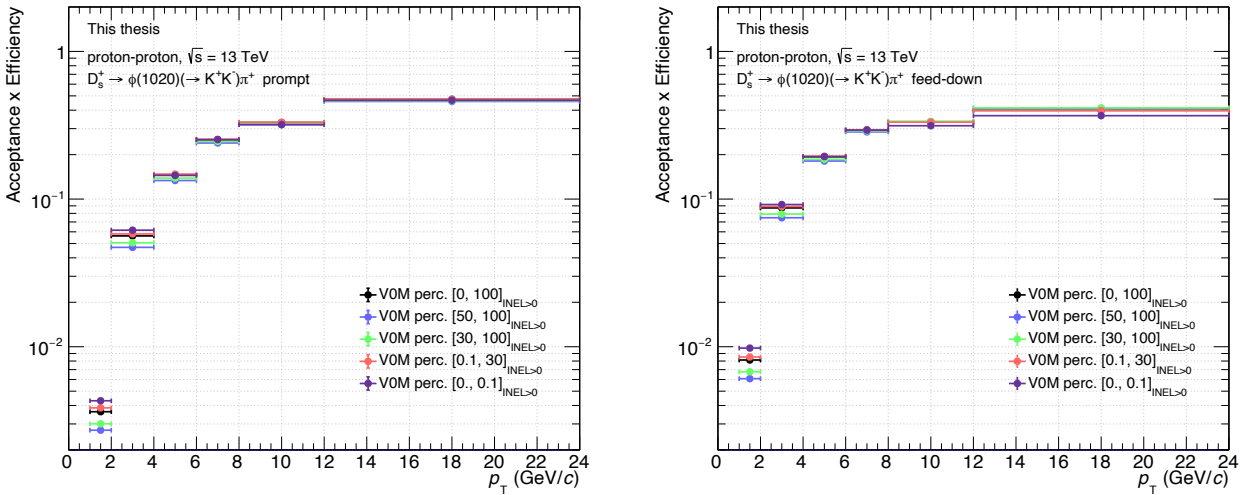 This thesis
proton-proton, √s = 13 TeV
D⁺ₛ → ϕ(1020)(→ K⁺K⁻)π⁺ prompt
Acceptance x Efficiency
1
10⁻¹
10⁻²
V0M perc. [0, 100]INEL>0
V0M perc. [50, 100]INEL>0
V0M perc. [30, 100]INEL>0
V0M perc. [0.1, 30]INEL>0
V0M perc. [0., 0.1]INEL>0
0 2 4 6 8 10 12 14 16 18 20 22 24
pT (GeV/c)
This thesis
proton-proton, √s = 13 TeV
D⁺ₛ → ϕ(1020)(→ K⁺K⁻)π⁺ feed-down
Acceptance x Efficiency
1
10⁻¹
10⁻²
V0M perc. [0, 100]INEL>0
V0M perc. [50, 100]INEL>0
V0M perc. [30, 100]INEL>0
V0M perc. [0.1, 30]INEL>0
V0M perc. [0., 0.1]INEL>0
0 2 4 6 8 10 12 14 16 18 20 22 24
pT (GeV/c)